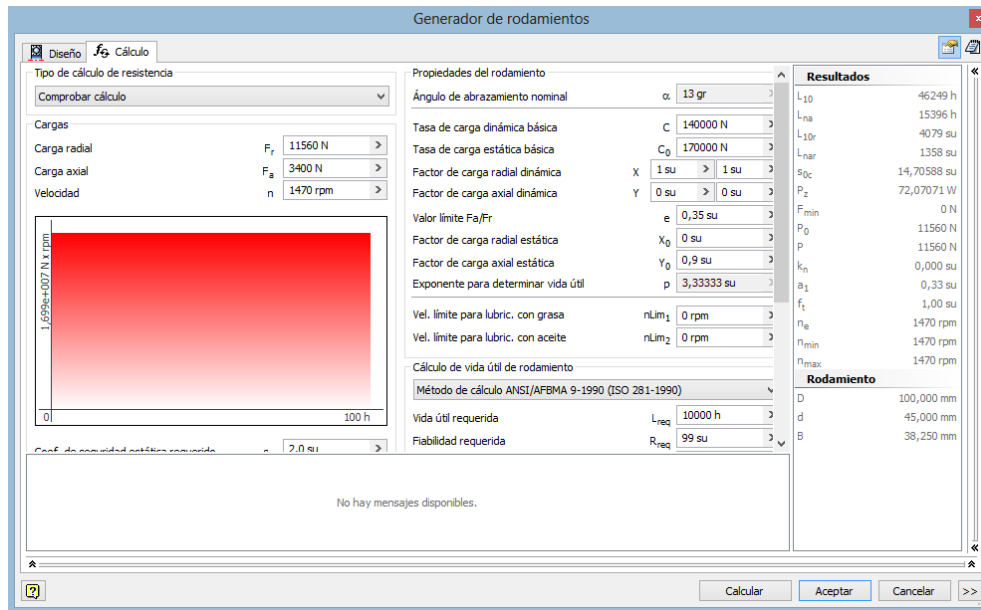 Generador de rodamientos
Diseño
Cálculo
Tipo de cálculo de resistencia
Comprobar cálculo
Cargas
Carga radial Fr 11560 N
Carga axial Fa 3400 N
Velocidad n 1470 rpm
1,699e+007 N x rpm
0 100 h
Coef. de seguridad estática requerido s 2,0 su
Propiedades del rodamiento
Ángulo de abrazamiento nominal α 13 gr
Tasa de carga dinámica básica C 140000 N
Tasa de carga estática básica C0 170000 N
Factor de carga radial dinámica X 1 su 1 su
Factor de carga axial dinámica Y 0 su 0 su
Valor límite Fa/Fr e 0,35 su
Factor de carga radial estática X0 0 su
Factor de carga axial estática Y0 0,9 su
Exponente para determinar vida útil p 3,33333 su
Vel. límite para lubric. con grasa nLim1 0 rpm
Vel. límite para lubric. con aceite nLim2 0 rpm
Cálculo de vida útil de rodamiento
Método de cálculo ANSI/AFBMA 9-1990 (ISO 281-1990)
Vida útil requerida Lreq 10000 h
Fiabilidad requerida Rreq 99 su
Resultados
L10 46249 h
Lna 15396 h
L10r 4079 su
Lnar 1358 su
s0c 14,70588 su
Pz 72,07071 W
Fmin 0 N
P0 11560 N
P 11560 N
kn 0,000 su
a1 0,33 su
ft 1,00 su
ne 1470 rpm
nmin 1470 rpm
nmax 1470 rpm
Rodamiento
D 100,000 mm
d 45,000 mm
B 38,250 mm
No hay mensajes disponibles.
Calcular
Aceptar
Cancelar
>>